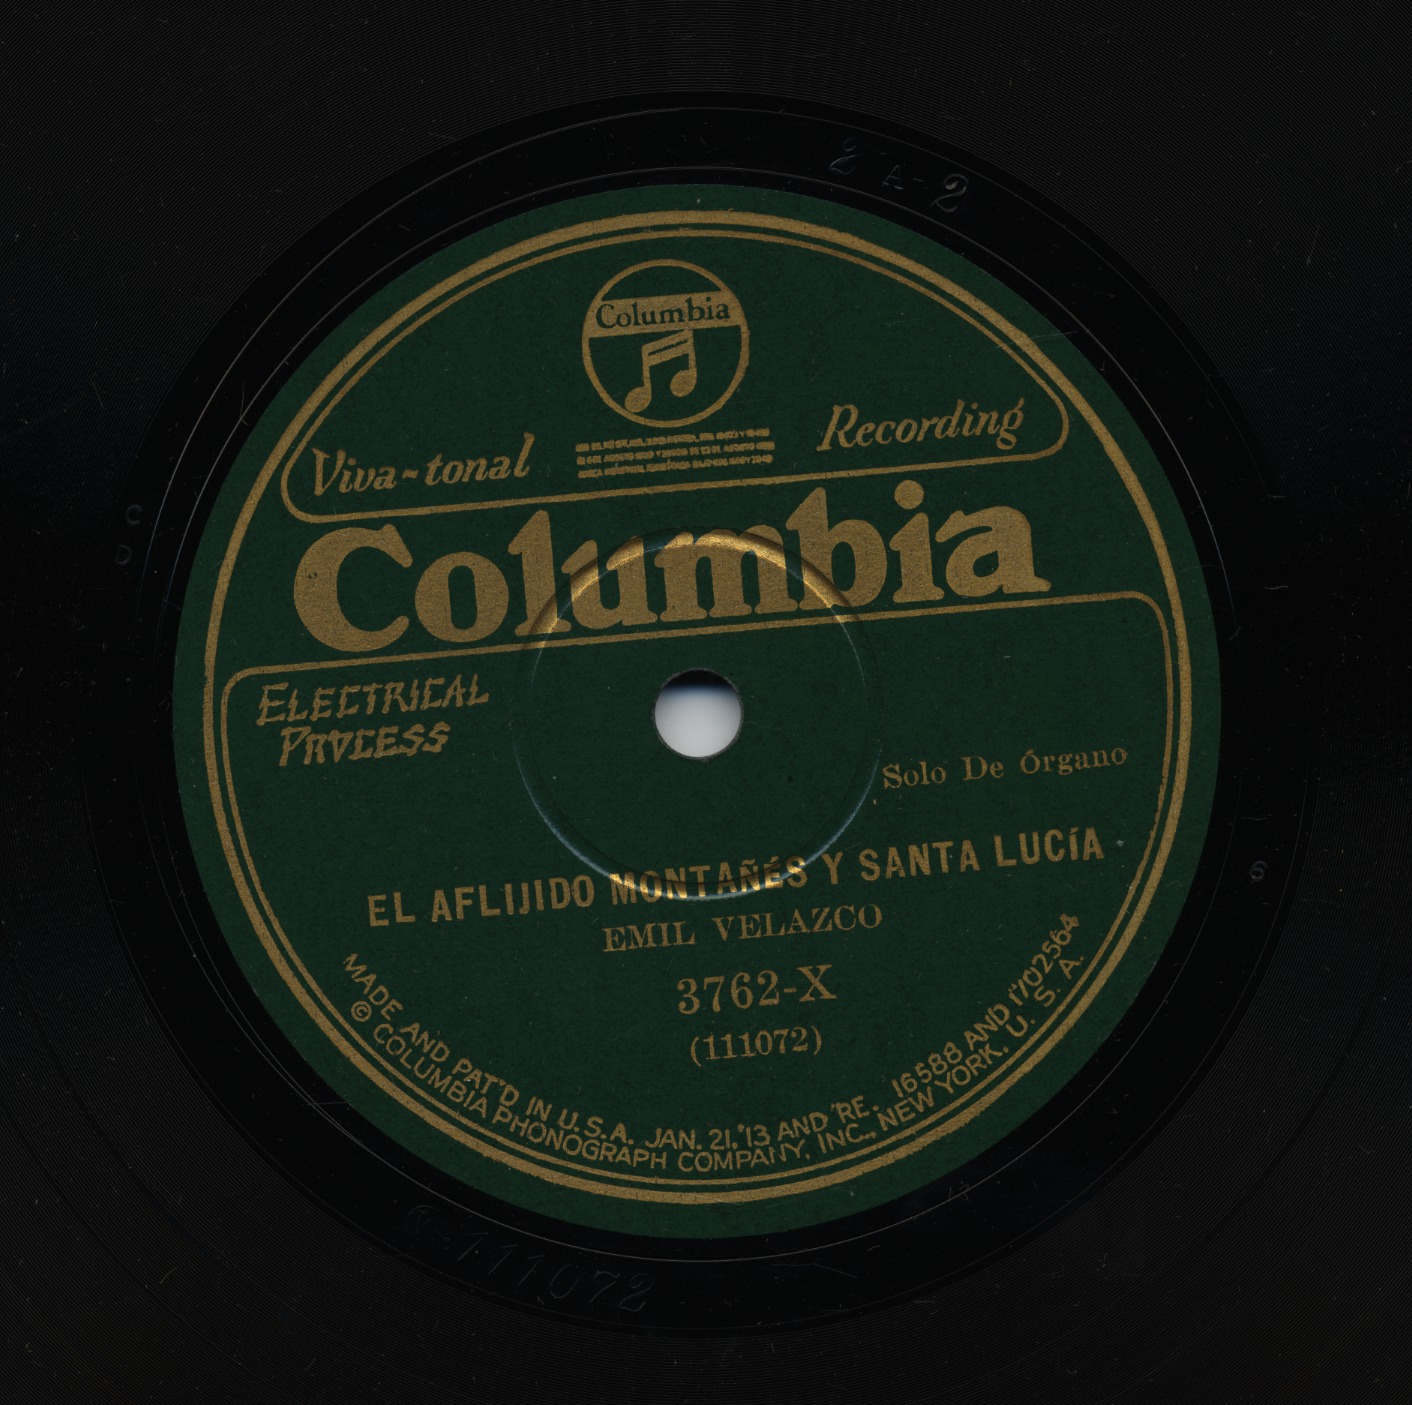 2 A-2
Columbia
Viva-tonal Recording
Columbia
ELECTRICAL
PROCESS
Solo De Órgano
EL AFLIJIDO MONTAÑÉS Y SANTA LUCÍA
EMIL VELAZCO
3762-X
(111072)
MADE AND PAT'D IN U.S.A. JAN. 21,'13 AND RE. 16588 AND 1702564
© COLUMBIA PHONOGRAPH COMPANY, INC., NEW YORK, U. S. A.
C
D
6
111072